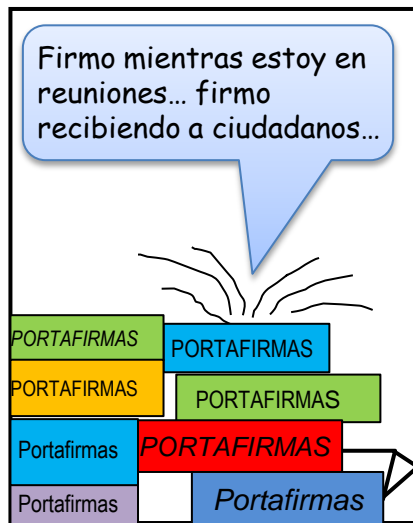 Firmo mientras estoy en
reuniones… firmo
recibiendo a ciudadanos…
PORTAFIRMAS
PORTAFIRMAS
PORTAFIRMAS
PORTAFIRMAS
Portafirmas
PORTAFIRMAS
Portafirmas
Portafirmas